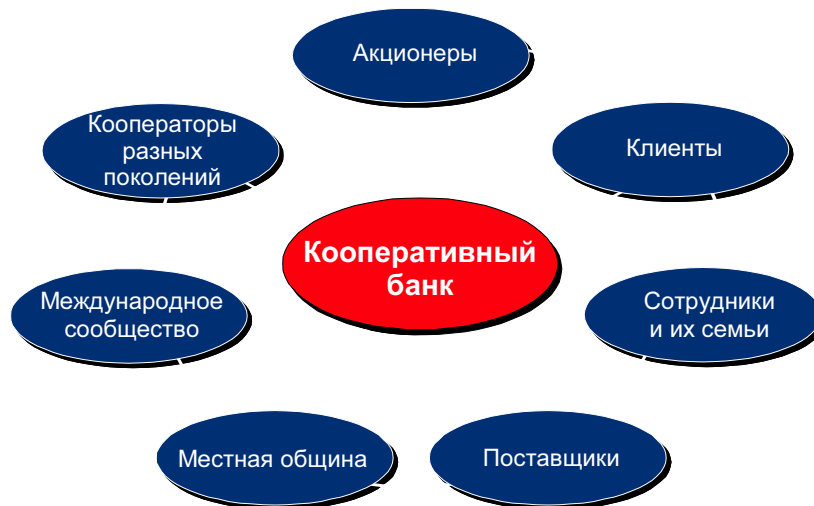 Акционеры
Кооператоры
разных
поколений
Клиенты
Кооперативный
банк
Международное
сообщество
Сотрудники
и их семьи
Местная община
Поставщики